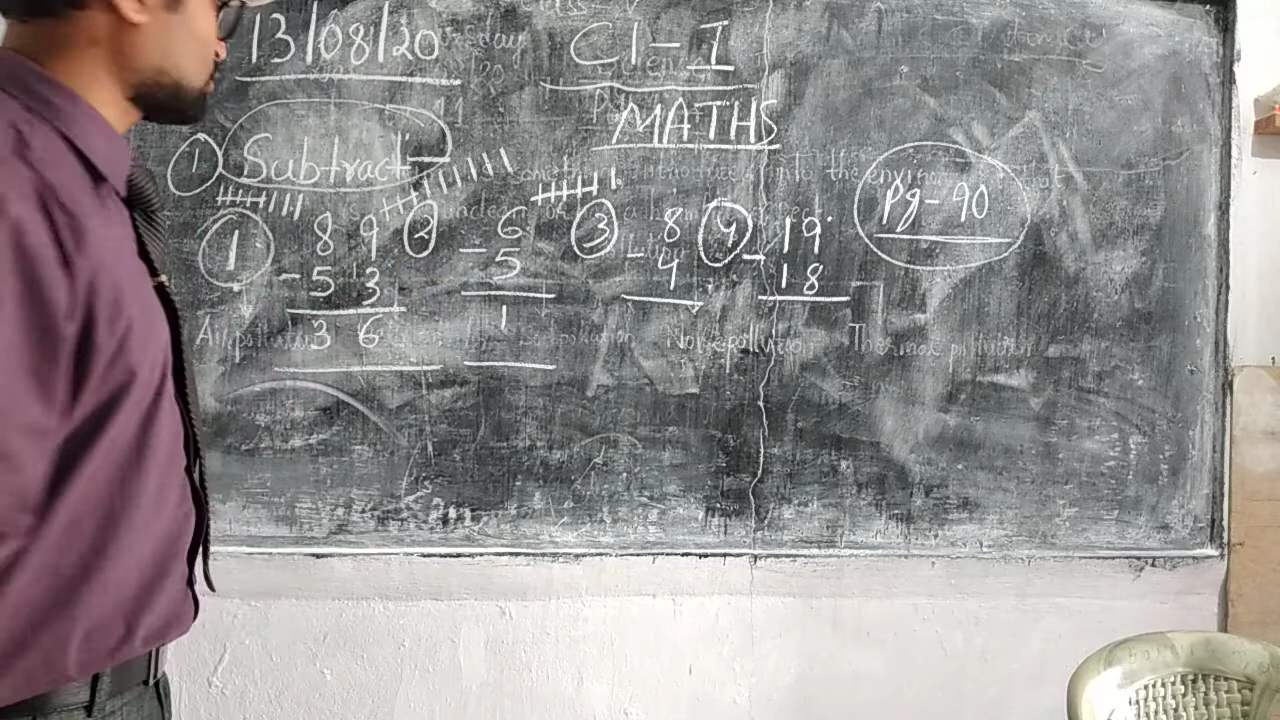 13/08/20 Cl-I
MATHS
① Subtract
Pg-90
① ② ③ ④
89 6 8 19
-53 -5 -4 -18
36 1
Noise pollution Thermal pollution